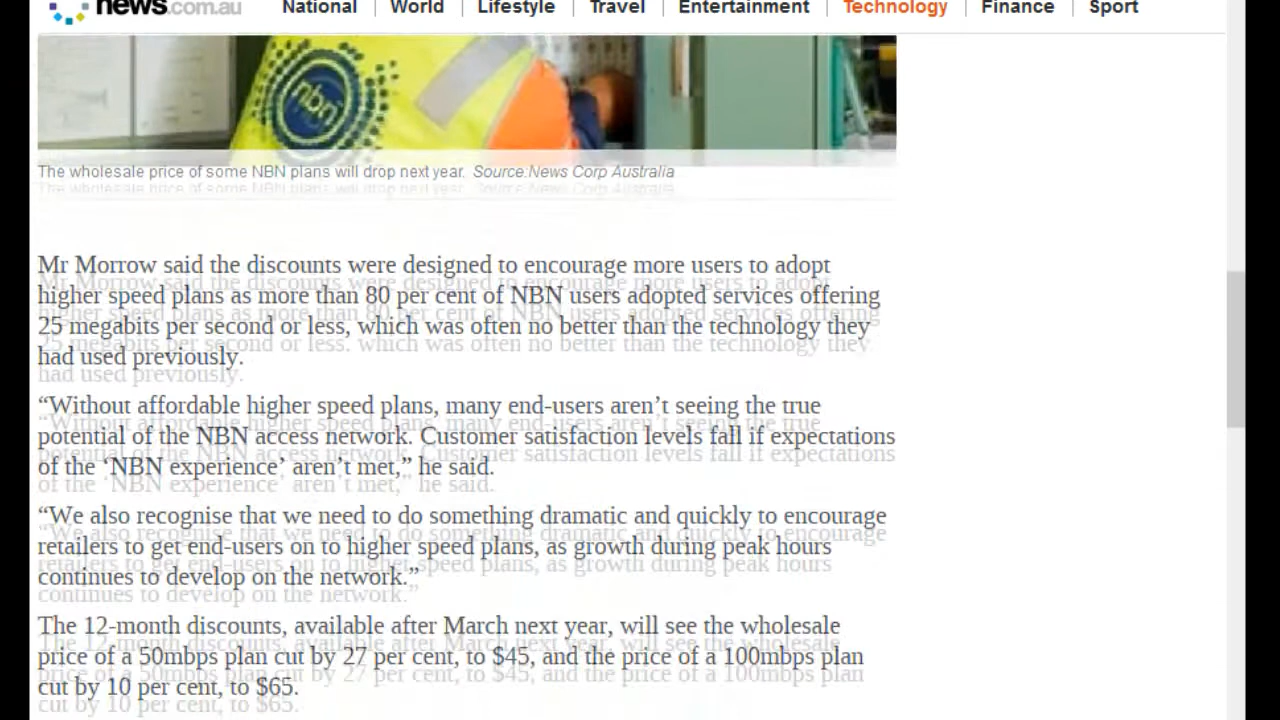 news.com.au
National World Lifestyle Travel Entertainment Technology Finance Sport
nbn
The wholesale price of some NBN plans will drop next year. Source:News Corp Australia
Mr Morrow said the discounts were designed to encourage more users to adopt
higher speed plans as more than 80 per cent of NBN users adopted services offering
25 megabits per second or less, which was often no better than the technology they
had used previously.
“Without affordable higher speed plans, many end-users aren’t seeing the true
potential of the NBN access network. Customer satisfaction levels fall if expectations
of the ‘NBN experience’ aren’t met,” he said.
“We also recognise that we need to do something dramatic and quickly to encourage
retailers to get end-users on to higher speed plans, as growth during peak hours
continues to develop on the network.”
The 12-month discounts, available after March next year, will see the wholesale
price of a 50mbps plan cut by 27 per cent, to $45, and the price of a 100mbps plan
cut by 10 per cent, to $65.